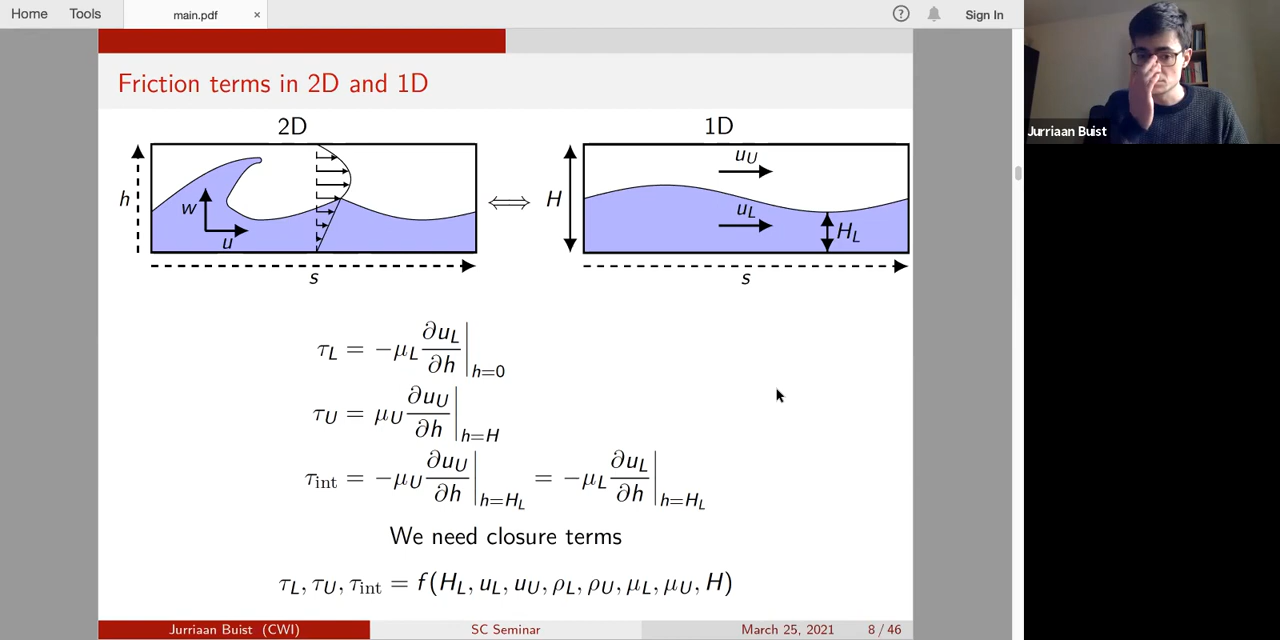 Home Tools main.pdf × ? Sign In
Friction terms in 2D and 1D
2D 1D
h w u s
H u_U u_L H_L s
τ_L = −μ_L ∂u_L/∂h |_{h=0}
τ_U = μ_U ∂u_U/∂h |_{h=H}
τ_int = −μ_U ∂u_U/∂h |_{h=H_L} = −μ_L ∂u_L/∂h |_{h=H_L}
We need closure terms
τ_L, τ_U, τ_int = f(H_L, u_L, u_U, ρ_L, ρ_U, μ_L, μ_U, H)
Jurriaan Buist (CWI) SC Seminar March 25, 2021 8 / 46
Jurriaan Buist